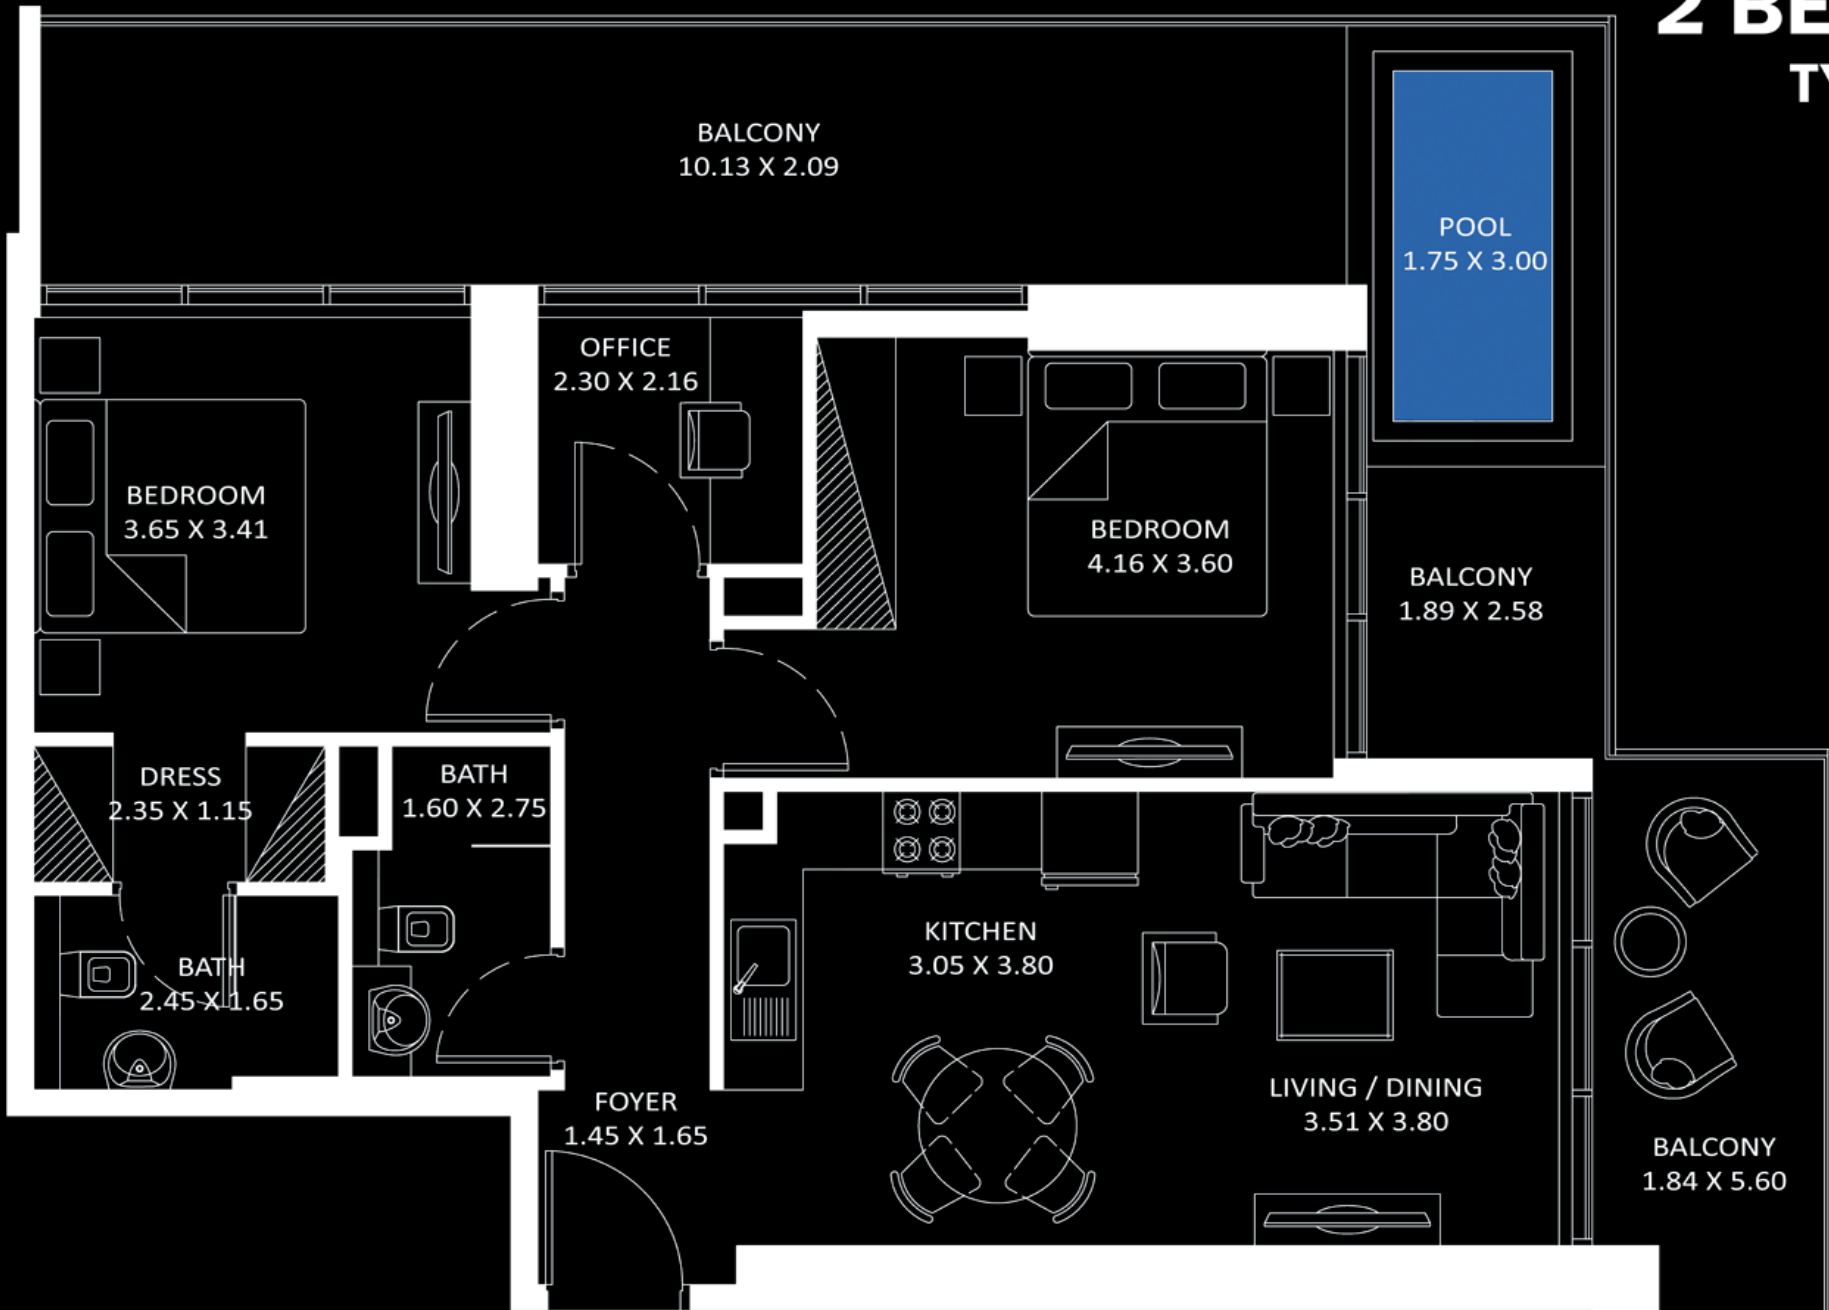 2 BE
TY
BALCONY
10.13 X 2.09
POOL
1.75 X 3.00
OFFICE
2.30 X 2.16
BEDROOM
3.65 X 3.41
BEDROOM
4.16 X 3.60
BALCONY
1.89 X 2.58
DRESS
2.35 X 1.15
BATH
1.60 X 2.75
KITCHEN
3.05 X 3.80
BATH
2.45 X 1.65
FOYER
1.45 X 1.65
LIVING / DINING
3.51 X 3.80
BALCONY
1.84 X 5.60